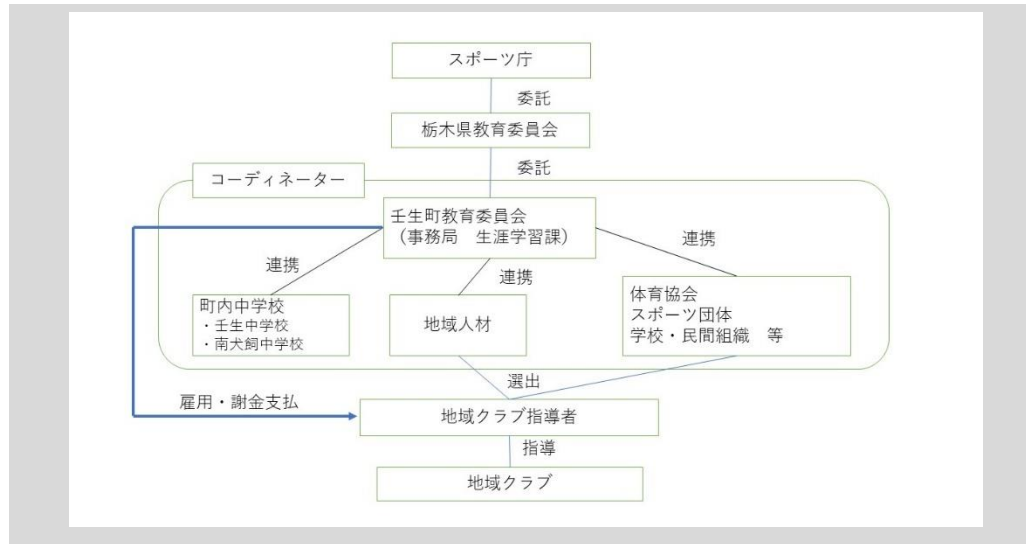 スポーツ庁
委託
栃木県教育委員会
委託
コーディネーター
壬生町教育委員会
（事務局　生涯学習課）
連携
連携
連携
町内中学校
・壬生中学校
・南犬飼中学校
地域人材
体育協会
スポーツ団体
学校・民間組織　等
選出
雇用・謝金支払
地域クラブ指導者
指導
地域クラブ